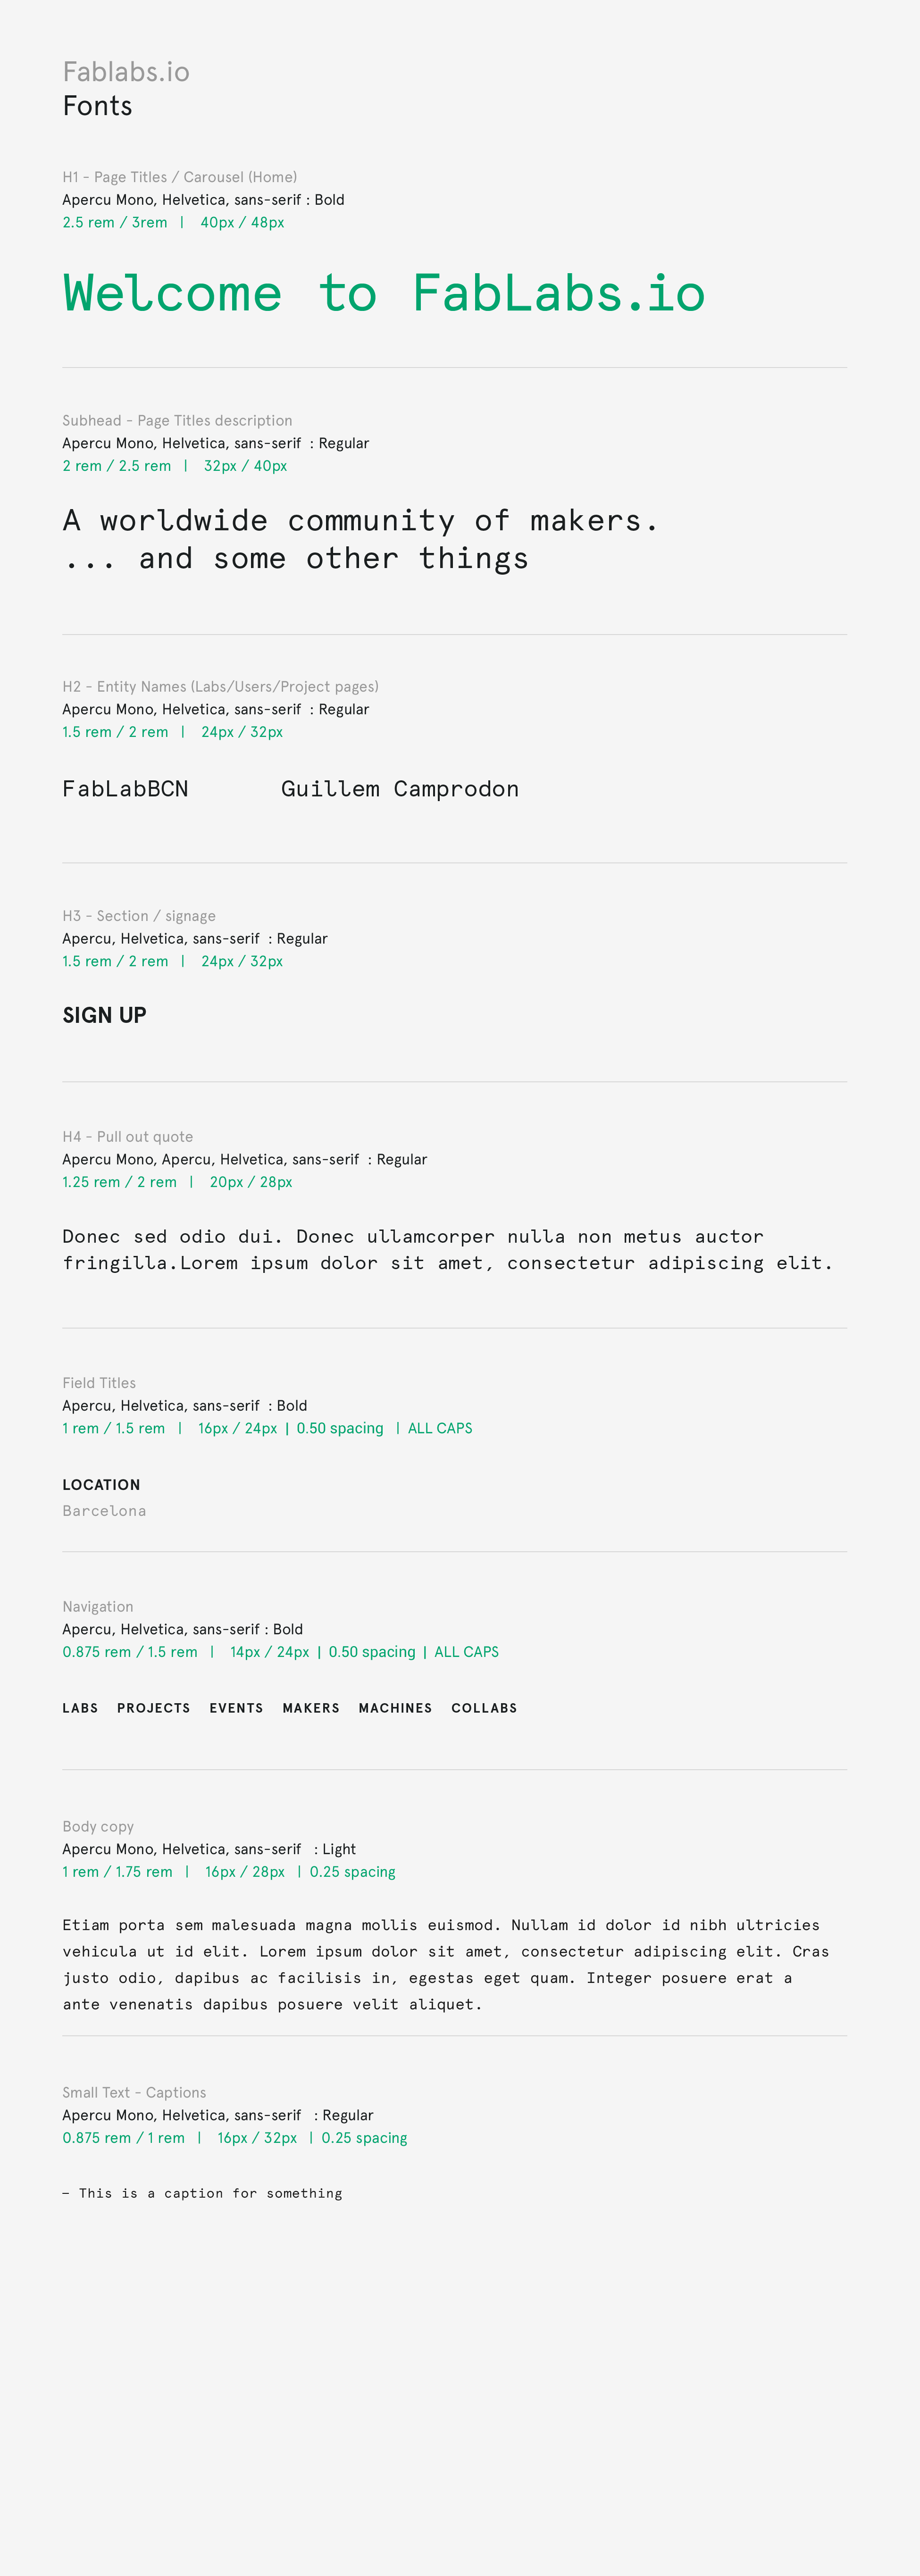 Fablabs.io
Fonts
H1 - Page Titles / Carousel (Home)
Apercu Mono, Helvetica, sans-serif : Bold
2.5 rem / 3rem | 40px / 48px
Welcome to FabLabs.io
Subhead - Page Titles description
Apercu Mono, Helvetica, sans-serif : Regular
2 rem / 2.5 rem | 32px / 40px
A worldwide community of makers.
... and some other things
H2 - Entity Names (Labs/Users/Project pages)
Apercu Mono, Helvetica, sans-serif : Regular
1.5 rem / 2 rem | 24px / 32px
FabLabBCN Guillem Camprodon
H3 - Section / signage
Apercu, Helvetica, sans-serif : Regular
1.5 rem / 2 rem | 24px / 32px
SIGN UP
H4 - Pull out quote
Apercu Mono, Apercu, Helvetica, sans-serif : Regular
1.25 rem / 2 rem | 20px / 28px
Donec sed odio dui. Donec ullamcorper nulla non metus auctor
fringilla.Lorem ipsum dolor sit amet, consectetur adipiscing elit.
Field Titles
Apercu, Helvetica, sans-serif : Bold
1 rem / 1.5 rem | 16px / 24px | 0.50 spacing | ALL CAPS
LOCATION
Barcelona
Navigation
Apercu, Helvetica, sans-serif : Bold
0.875 rem / 1.5 rem | 14px / 24px | 0.50 spacing | ALL CAPS
LABS PROJECTS EVENTS MAKERS MACHINES COLLABS
Body copy
Apercu Mono, Helvetica, sans-serif : Light
1 rem / 1.75 rem | 16px / 28px | 0.25 spacing
Etiam porta sem malesuada magna mollis euismod. Nullam id dolor id nibh ultricies
vehicula ut id elit. Lorem ipsum dolor sit amet, consectetur adipiscing elit. Cras
justo odio, dapibus ac facilisis in, egestas eget quam. Integer posuere erat a
ante venenatis dapibus posuere velit aliquet.
Small Text - Captions
Apercu Mono, Helvetica, sans-serif : Regular
0.875 rem / 1 rem | 16px / 32px | 0.25 spacing
— This is a caption for something